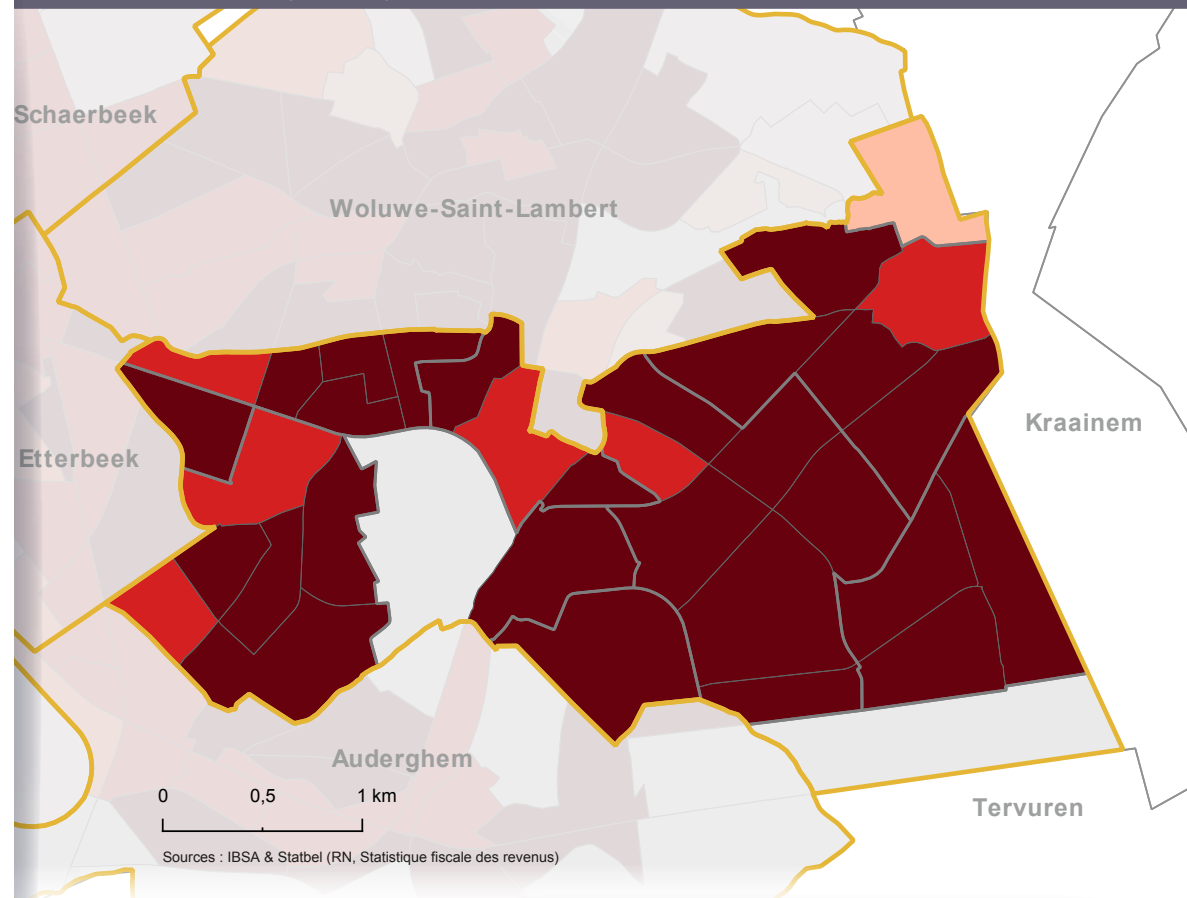 Schaerbeek
Woluwe-Saint-Lambert
Kraainem
Etterbeek
Auderghem
0 0,5 1 km
Tervuren
Sources : IBSA & Statbel (RN, Statistique fiscale des revenus)